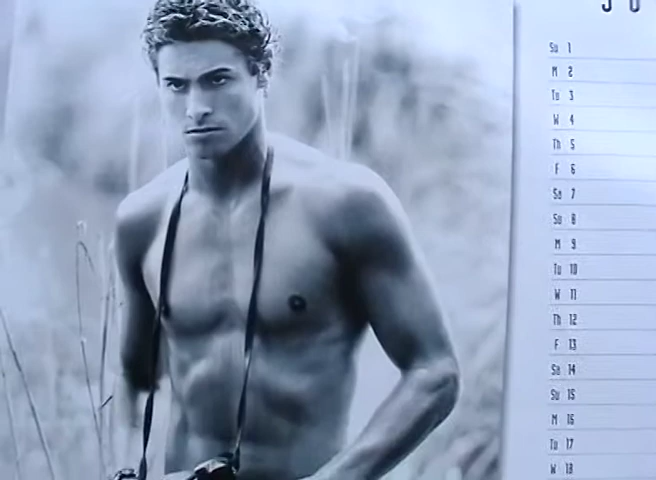 Su 1
M 2
Tu 3
W 4
Th 5
F 6
Sa 7
Su 8
M 9
Tu 10
W 11
Th 12
F 13
Sa 14
Su 15
M 16
Tu 17
W 18